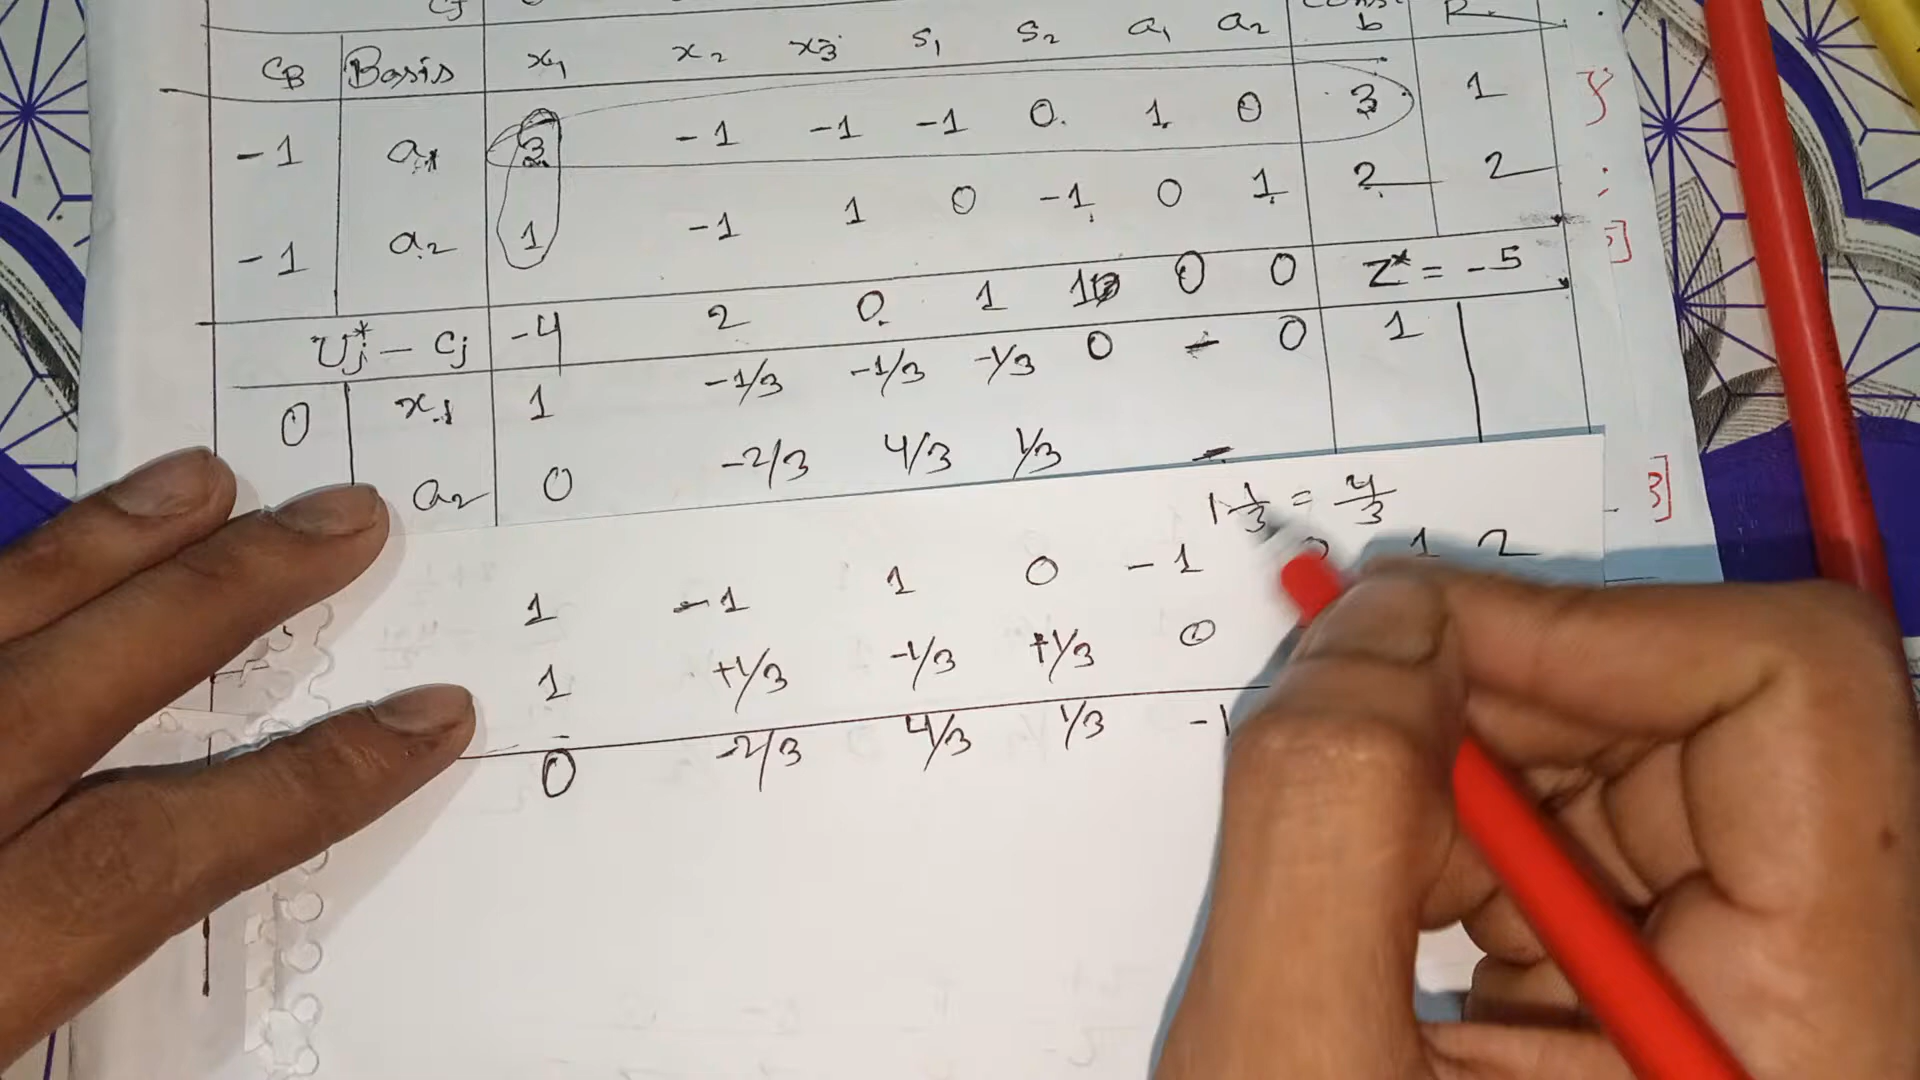 Cj
CB Basis x1 x2 x3 s1 s2 a1 a2 b R
-1 a1 3 -1 -1 -1 0 1 0 3 1
-1 a2 1 -1 1 0 -1 0 1 2 2
Uj* - Cj -4 2 0 1 1 0 0 Z* = -5
0 x1 1 -1/3 -1/3 -1/3 0 - 0 1
a2 0 -2/3 4/3 1/3 -
3]
1 1/3 = 4/3
1 -1 1 0 -1 1 2
1 +1/3 -1/3 +1/3 0
0 -2/3 4/3 1/3 -1